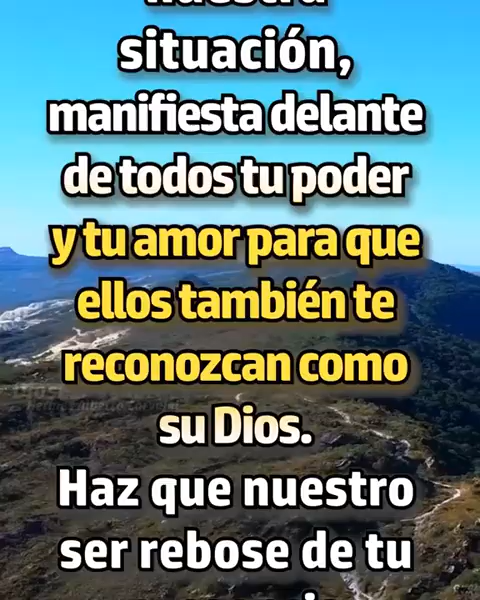 nuestra
situación,
manifiesta delante
de todos tu poder
y tu amor para que
ellos también te
reconozcan como
su Dios.
Haz que nuestro
ser rebose de tu